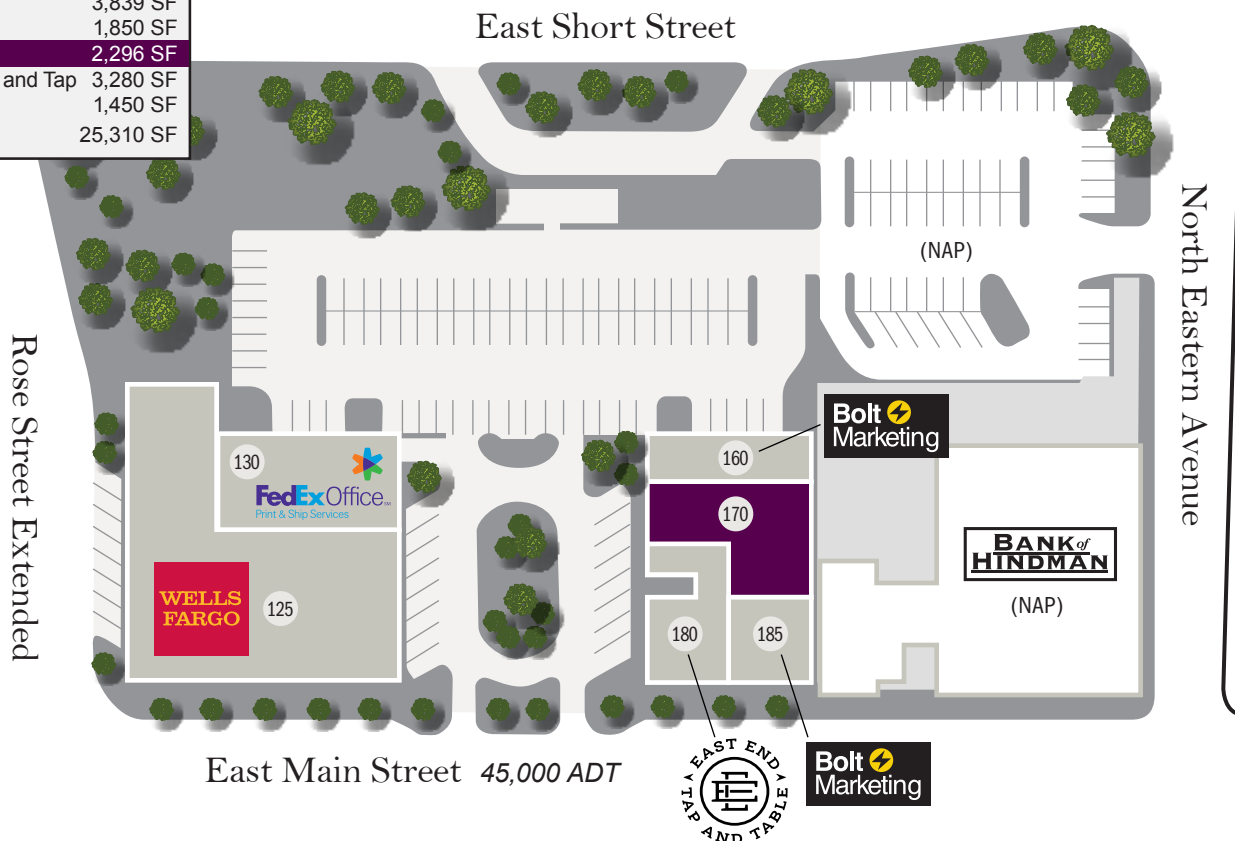 3,839 SF
1,850 SF
2,296 SF
and Tap 3,280 SF
1,450 SF
25,310 SF
East Short Street
North Eastern Avenue
Rose Street Extended
(NAP)
Bolt
Marketing
130
FedEx Office
Print & Ship Services
160
170
WELLS
FARGO
125
BANK of
HINDMAN
(NAP)
180
185
East Main Street 45,000 ADT
EAST END
E E
TAP AND TABLE
Bolt
Marketing